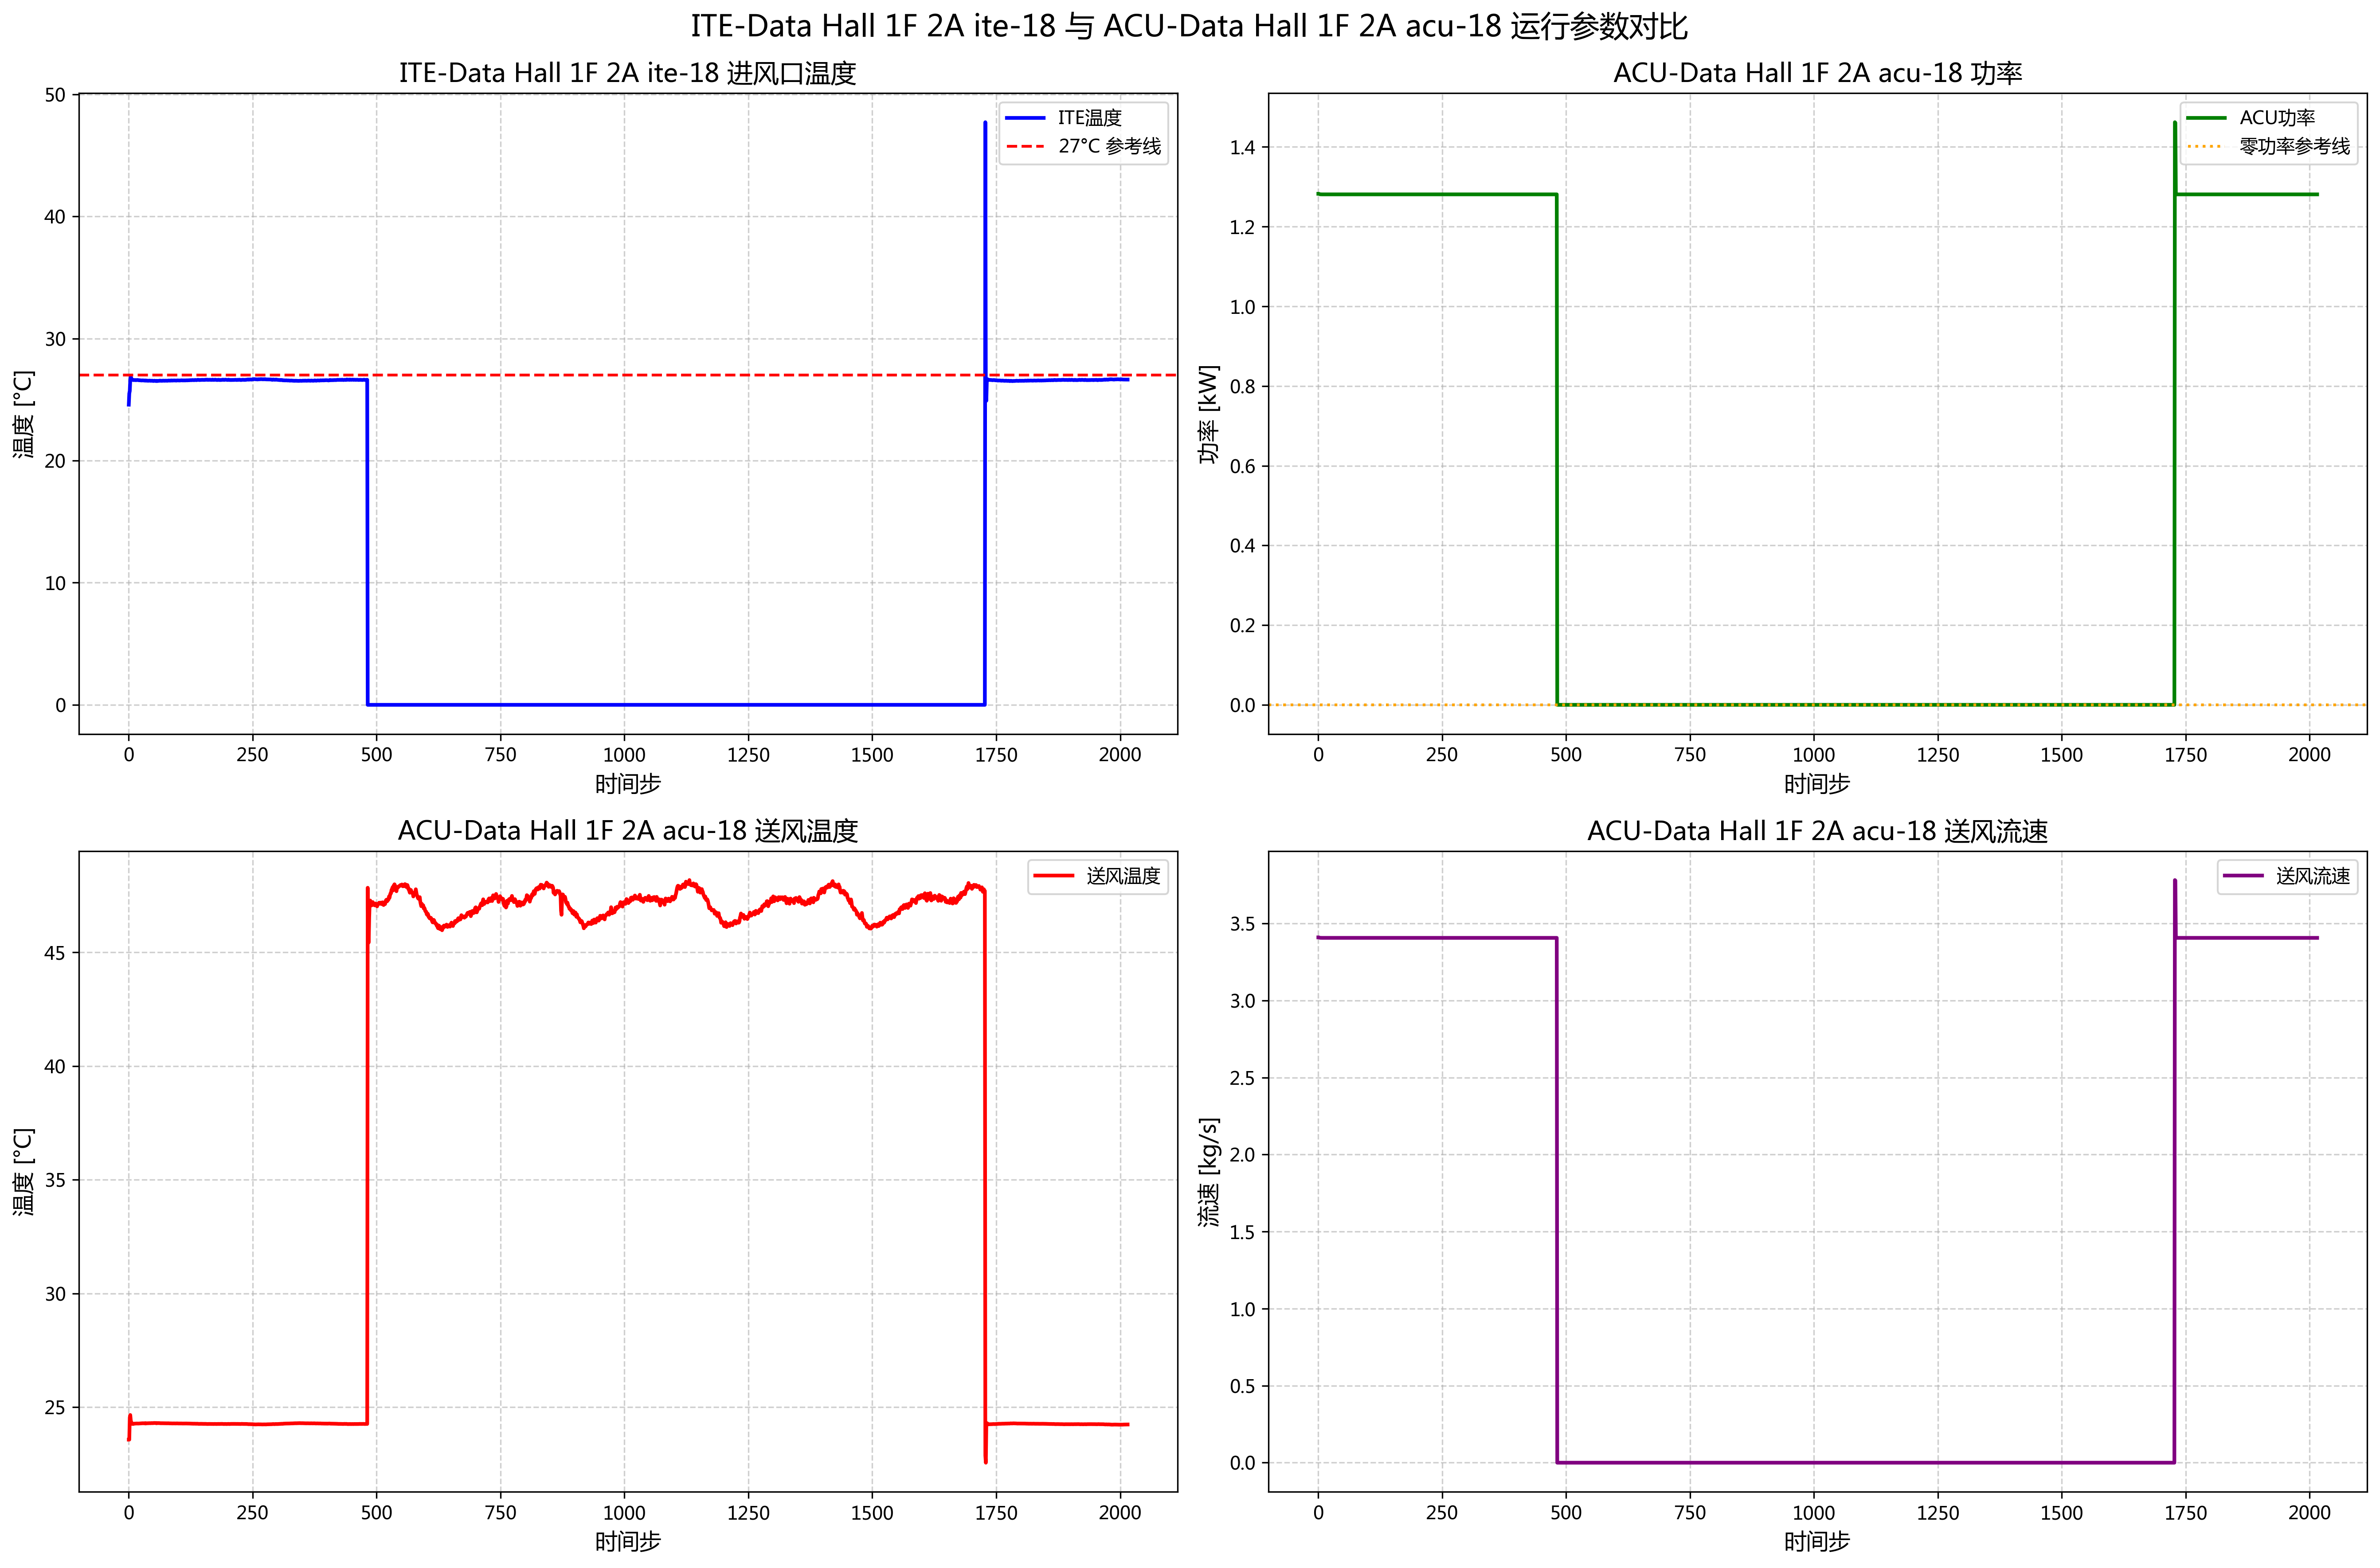 ITE-Data Hall 1F 2A ite-18 与 ACU-Data Hall 1F 2A acu-18 运行参数对比
ITE-Data Hall 1F 2A ite-18 进风口温度
50
40
30
20
10
0
温度 [°C]
0 250 500 750 1000 1250 1500 1750 2000
时间步
ITE温度
27°C 参考线
ACU-Data Hall 1F 2A acu-18 功率
1.4
1.2
1.0
0.8
0.6
0.4
0.2
0.0
功率 [kW]
0 250 500 750 1000 1250 1500 1750 2000
时间步
ACU功率
零功率参考线
ACU-Data Hall 1F 2A acu-18 送风温度
45
40
35
30
25
温度 [°C]
0 250 500 750 1000 1250 1500 1750 2000
时间步
送风温度
ACU-Data Hall 1F 2A acu-18 送风流速
3.5
3.0
2.5
2.0
1.5
1.0
0.5
0.0
流速 [kg/s]
0 250 500 750 1000 1250 1500 1750 2000
时间步
送风流速